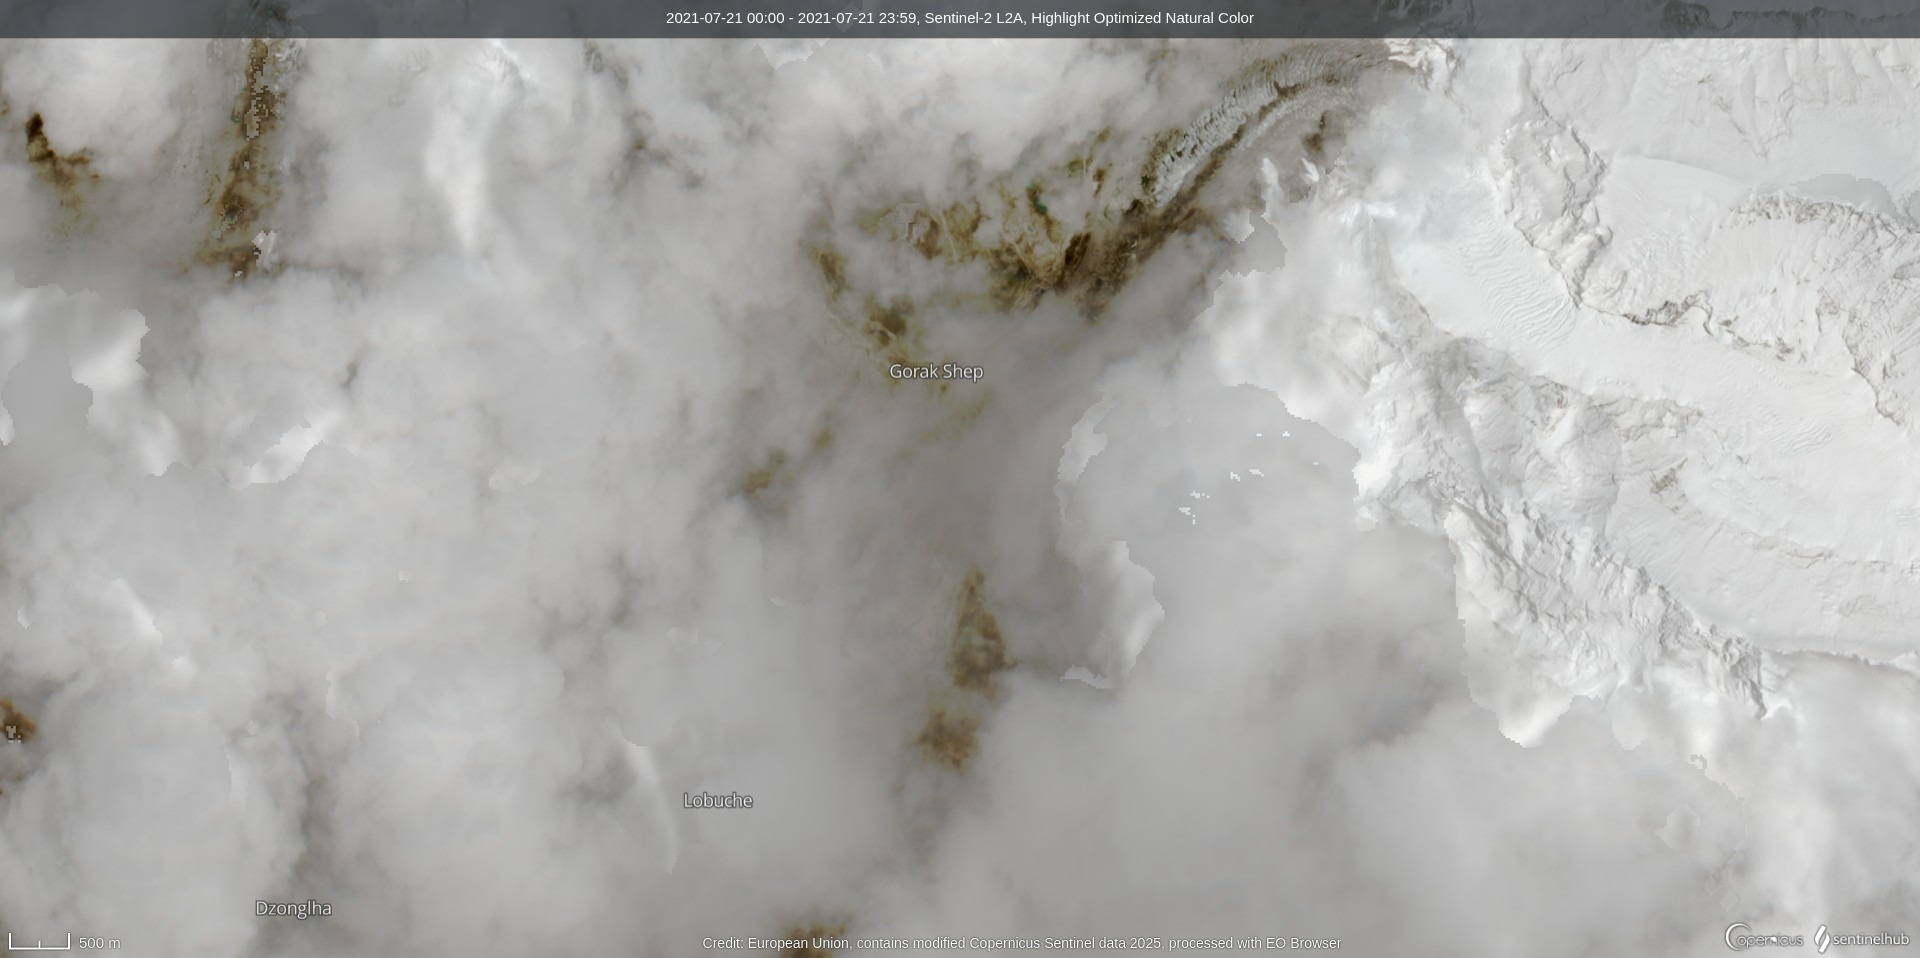 2021-07-21 00:00 - 2021-07-21 23:59, Sentinel-2 L2A, Highlight Optimized Natural Color
Gorak Shep
Lobuche
Dzonglha
500 m
Credit: European Union, contains modified Copernicus Sentinel data 2025, processed with EO Browser
Copernicus
sentinelhub